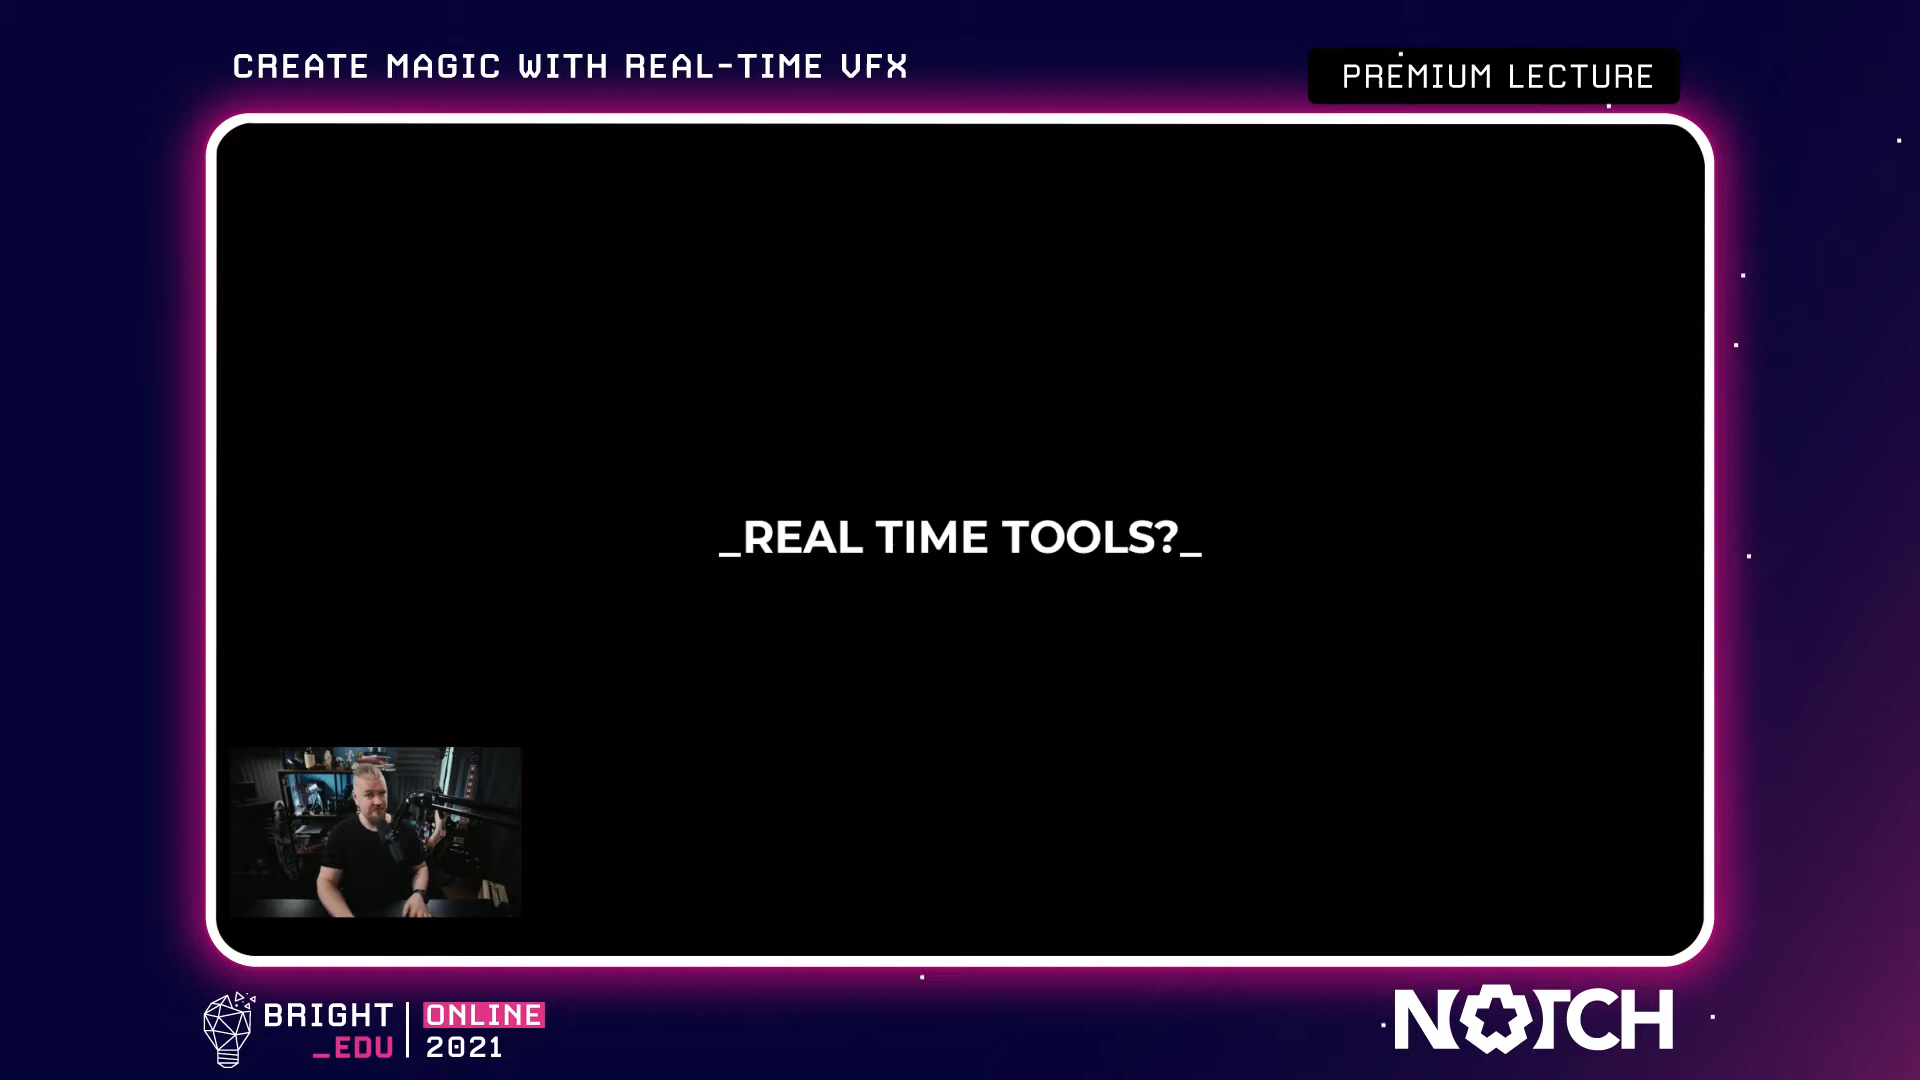 CREATE MAGIC WITH REAL-TIME VFX
PREMIUM LECTURE
_REAL TIME TOOLS?_
BRIGHT
_EDU
ONLINE
2021
NOTCH